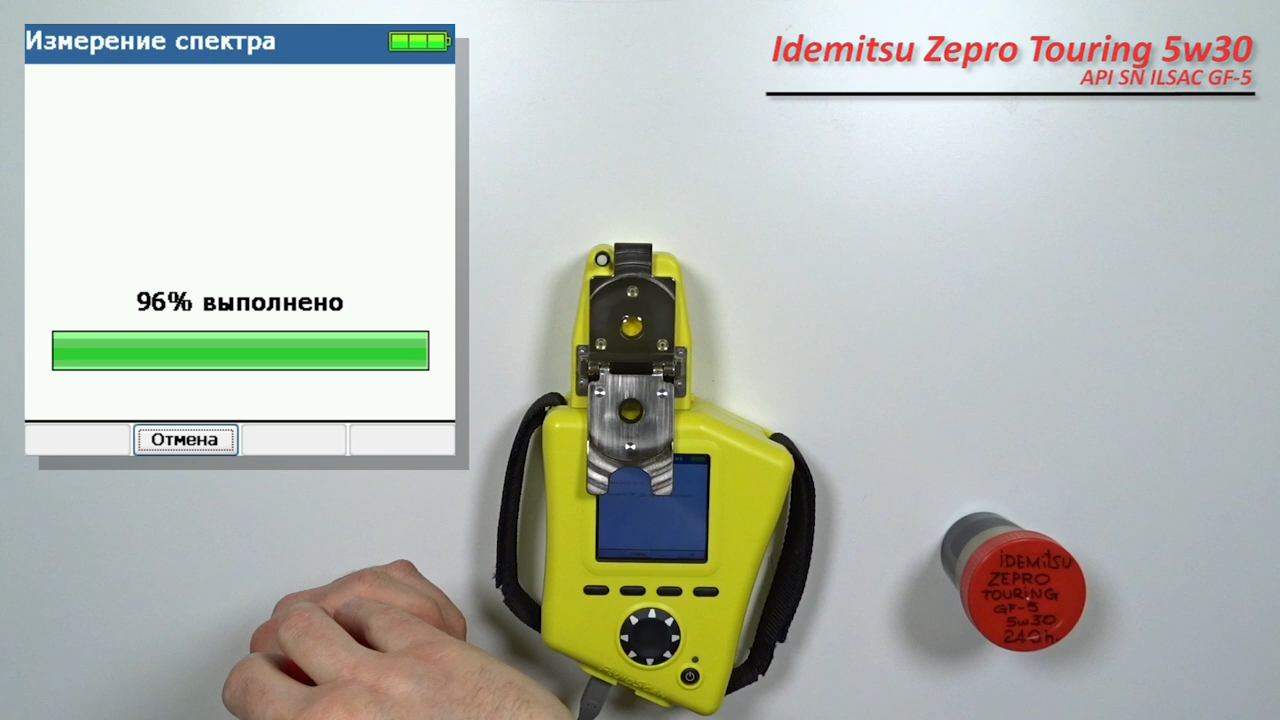 Измерение спектра
96% выполнено
Отмена
Idemitsu Zepro Touring 5w30
API SN ILSAC GF-5
iDEMiTSU
ZEPRO
TOURiNG
GF-5
5w30
240h.